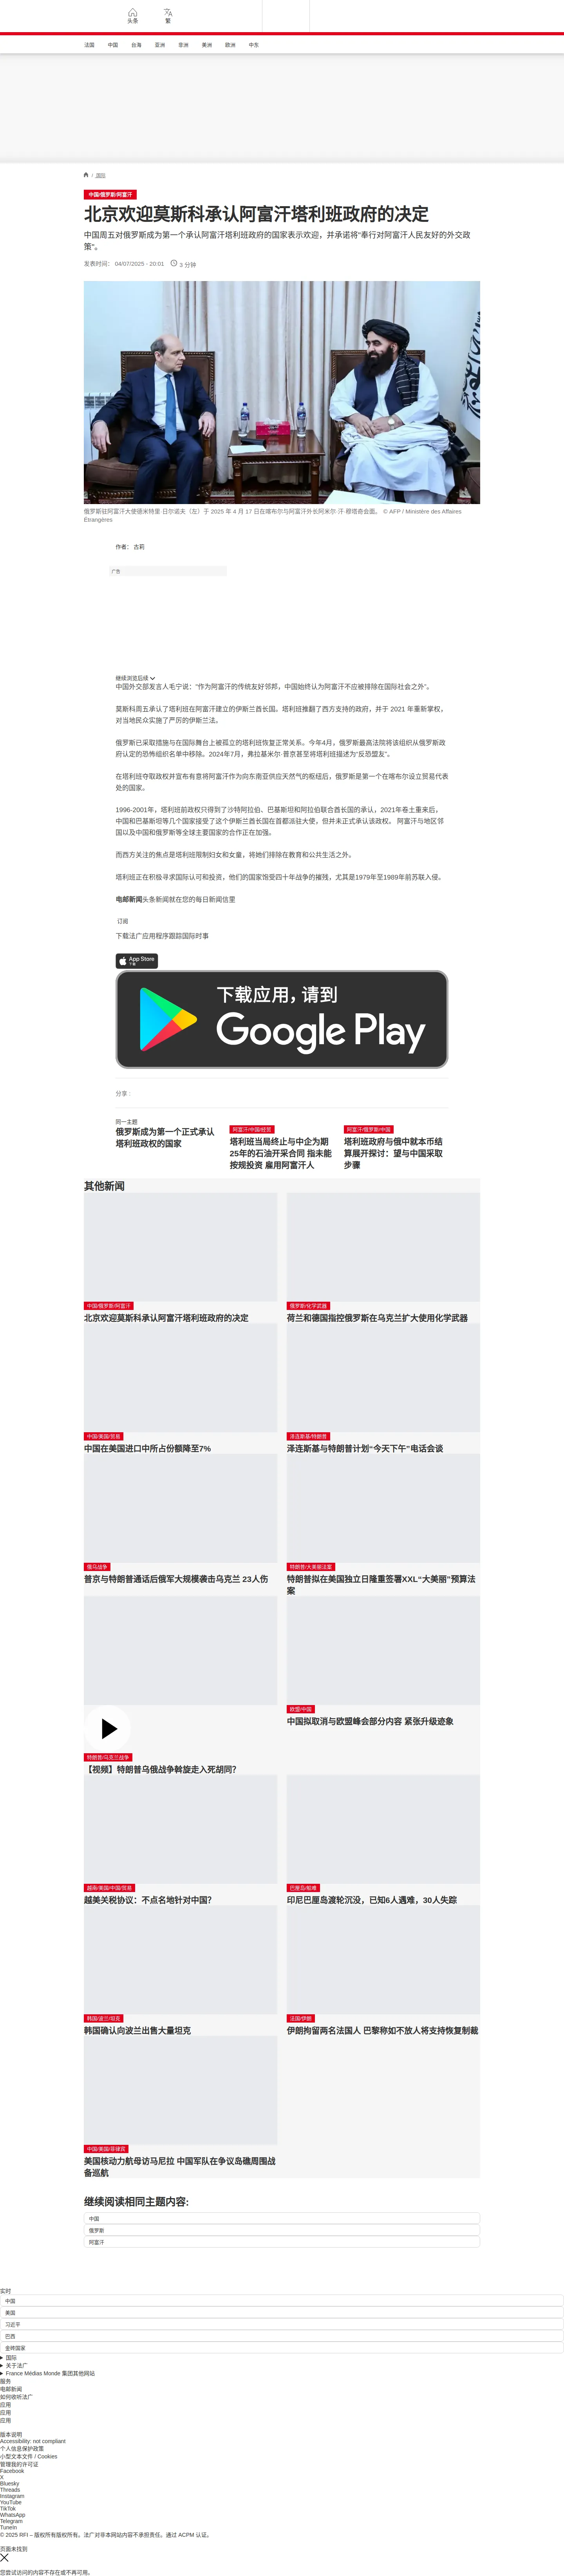 头条
繁
法国 中国 台海 亚洲 非洲 美洲 欧洲 中东
/ 国际
中国/俄罗斯/阿富汗
北京欢迎莫斯科承认阿富汗塔利班政府的决定
中国周五对俄罗斯成为第一个承认阿富汗塔利班政府的国家表示欢迎，并承诺将"奉行对阿富汗人民友好的外交政
策"。
发表时间： 04/07/2025 - 20:01 3 分钟
俄罗斯驻阿富汗大使德米特里·日尔诺夫（左）于 2025 年 4 月 17 日在喀布尔与阿富汗外长阿米尔·汗·穆塔奇会面。 © AFP / Ministère des Affaires
Étrangères
作者： 古莉
广告
继续浏览后续
中国外交部发言人毛宁说："作为阿富汗的传统友好邻邦，中国始终认为阿富汗不应被排除在国际社会之外"。
莫斯科周五承认了塔利班在阿富汗建立的伊斯兰酋长国。塔利班推翻了西方支持的政府，并于 2021 年重新掌权，
对当地民众实施了严厉的伊斯兰法。
俄罗斯已采取措施与在国际舞台上被孤立的塔利班恢复正常关系。今年4月，俄罗斯最高法院将该组织从俄罗斯政
府认定的恐怖组织名单中移除。2024年7月，弗拉基米尔·普京甚至将塔利班描述为"反恐盟友"。
在塔利班夺取政权并宣布有意将阿富汗作为向东南亚供应天然气的枢纽后，俄罗斯是第一个在喀布尔设立贸易代表
处的国家。
1996-2001年，塔利班前政权只得到了沙特阿拉伯、巴基斯坦和阿拉伯联合酋长国的承认，2021年卷土重来后，
中国和巴基斯坦等几个国家接受了这个伊斯兰酋长国在首都派驻大使，但并未正式承认该政权。 阿富汗与地区邻
国以及中国和俄罗斯等全球主要国家的合作正在加强。
而西方关注的焦点是塔利班限制妇女和女童，将她们排除在教育和公共生活之外。
塔利班正在积极寻求国际认可和投资，他们的国家饱受四十年战争的摧残，尤其是1979年至1989年前苏联入侵。
电邮新闻头条新闻就在您的每日新闻信里
订阅
下载法广应用程序跟踪国际时事
App Store
下载
下载应用，请到
Google Play
分享 :
同一主题
俄罗斯成为第一个正式承认
塔利班政权的国家
阿富汗/中国/经贸
塔利班当局终止与中企为期
25年的石油开采合同 指未能
按规投资 雇用阿富汗人
阿富汗/俄罗斯/中国
塔利班政府与俄中就本币结
算展开探讨：望与中国采取
步骤
其他新闻
中国/俄罗斯/阿富汗
北京欢迎莫斯科承认阿富汗塔利班政府的决定
俄罗斯/化学武器
荷兰和德国指控俄罗斯在乌克兰扩大使用化学武器
中国/美国/贸易
中国在美国进口中所占份额降至7%
泽连斯基/特朗普
泽连斯基与特朗普计划"今天下午"电话会谈
俄乌战争
普京与特朗普通话后俄军大规模袭击乌克兰 23人伤
特朗普/大美丽法案
特朗普拟在美国独立日隆重签署XXL"大美丽"预算法
案
特朗普/乌克兰战争
【视频】特朗普乌俄战争斡旋走入死胡同？
欧盟/中国
中国拟取消与欧盟峰会部分内容 紧张升级迹象
越南/美国/中国/贸易
越美关税协议：不点名地针对中国？
巴厘岛/船难
印尼巴厘岛渡轮沉没，已知6人遇难，30人失踪
韩国/波兰/坦克
韩国确认向波兰出售大量坦克
法国/伊朗
伊朗拘留两名法国人 巴黎称如不放人将支持恢复制裁
中国/美国/菲律宾
美国核动力航母访马尼拉 中国军队在争议岛礁周围战
备巡航
继续阅读相同主题内容:
中国
俄罗斯
阿富汗
实时
中国
美国
习近平
巴西
金砖国家
国际
关于法广
France Médias Monde 集团其他网站
服务
电邮新闻
如何收听法广
应用
应用
应用
版本说明
Accessibility: not compliant
个人信息保护政策
小型文本文件 / Cookies
管理我的许可证
Facebook
X
Bluesky
Threads
Instagram
YouTube
TikTok
WhatsApp
Telegram
TuneIn
© 2025 RFI – 版权所有版权所有。法广对非本网站内容不承担责任。通过 ACPM 认证。
页面未找到
您尝试访问的内容不存在或不再可用。